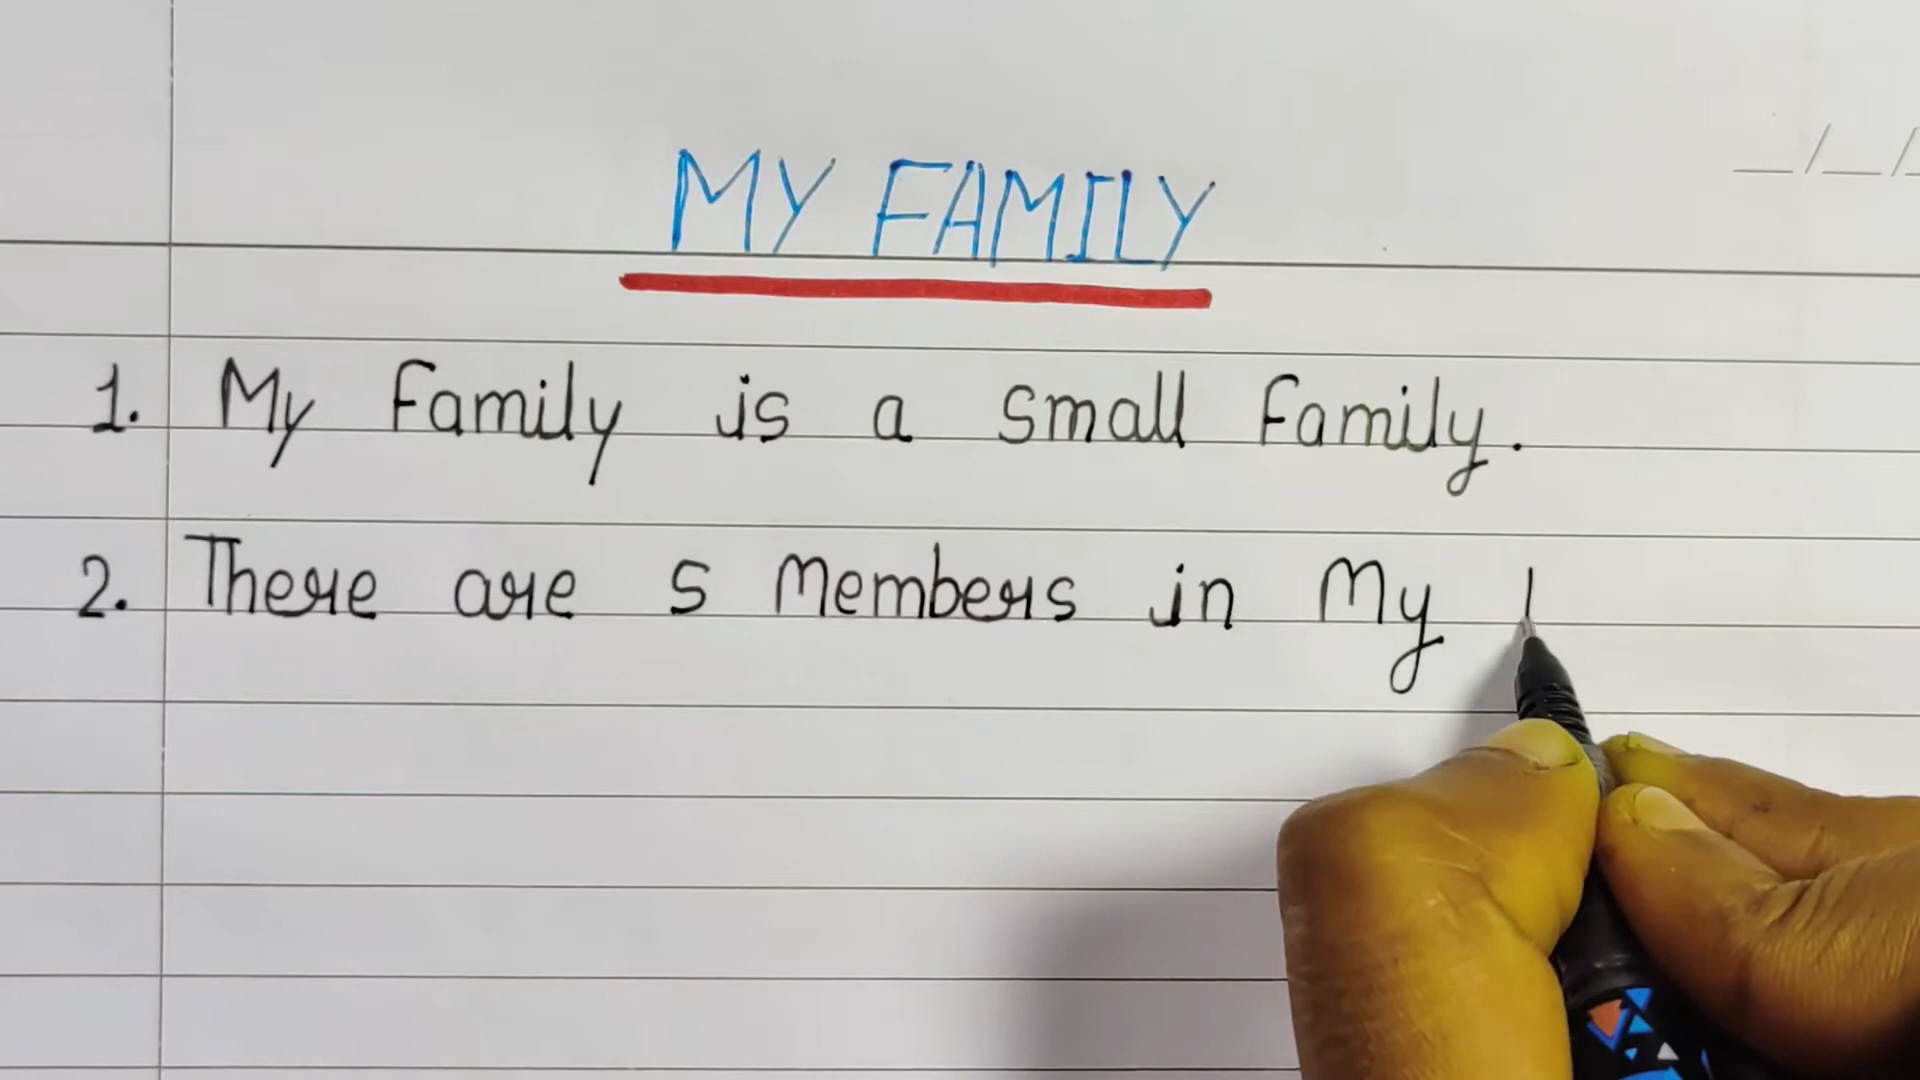 MY FAMILY
1. My Family is a small Family.
2. There are 5 Members in My